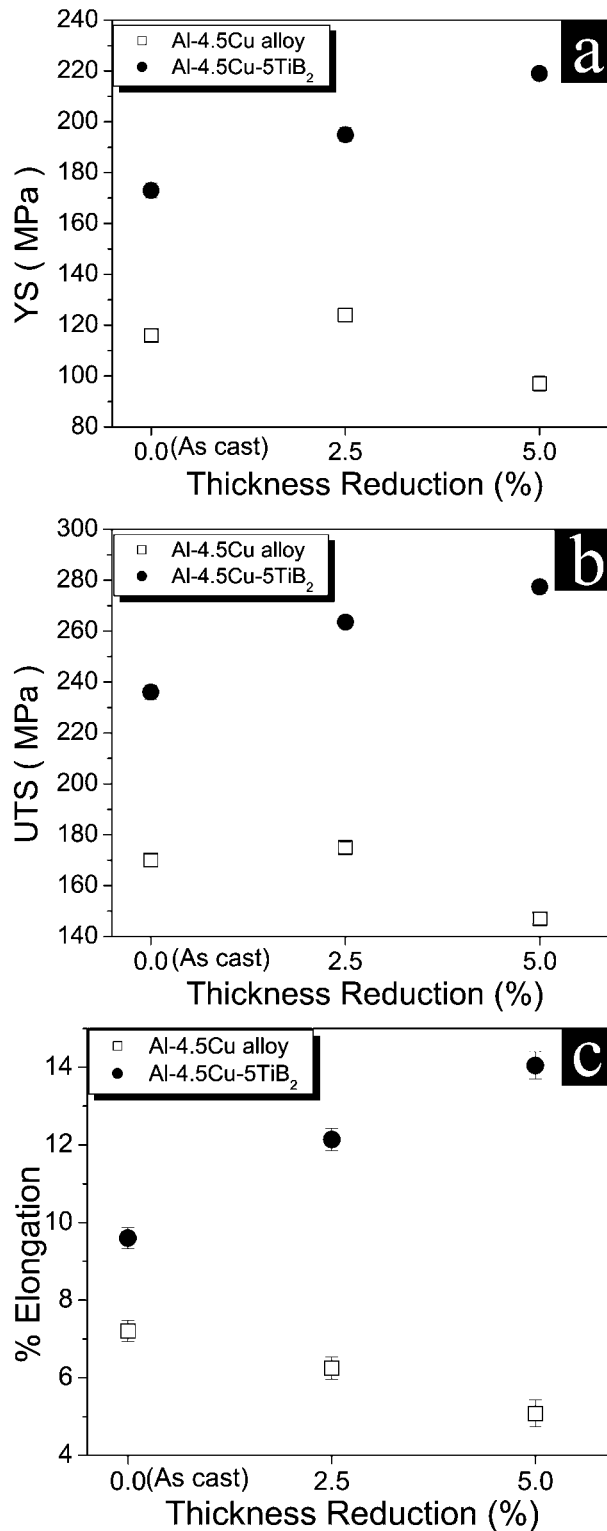 240
220
200
180
160
140
120
100
80
YS ( MPa )
Al-4.5Cu alloy
Al-4.5Cu-5TiB₂
a
0.0(As cast) 2.5 5.0
Thickness Reduction (%)
300
280
260
240
220
200
180
160
140
UTS ( MPa )
Al-4.5Cu alloy
Al-4.5Cu-5TiB₂
b
0.0(As cast) 2.5 5.0
Thickness Reduction (%)
14
12
10
8
6
4
% Elongation
Al-4.5Cu alloy
Al-4.5Cu-5TiB₂
c
0.0(As cast) 2.5 5.0
Thickness Reduction (%)